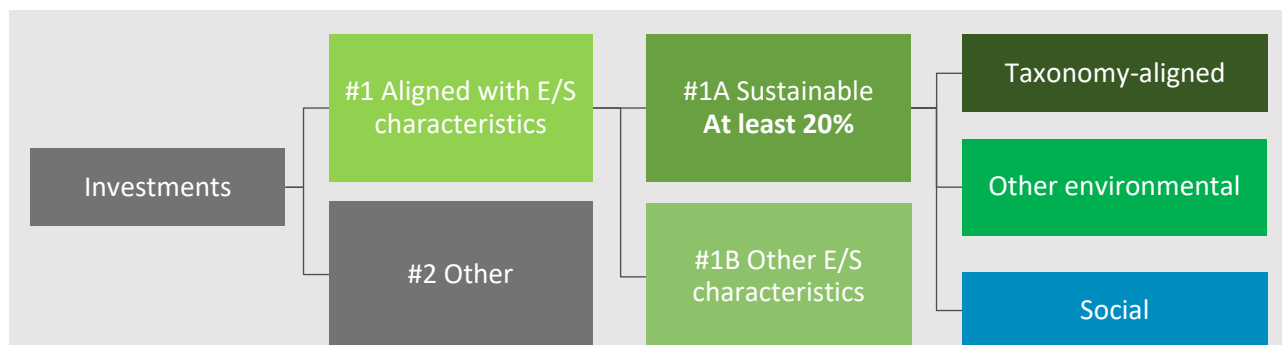 Investments
#1 Aligned with E/S
characteristics
#2 Other
#1A Sustainable
At least 20%
#1B Other E/S
characteristics
Taxonomy-aligned
Other environmental
Social